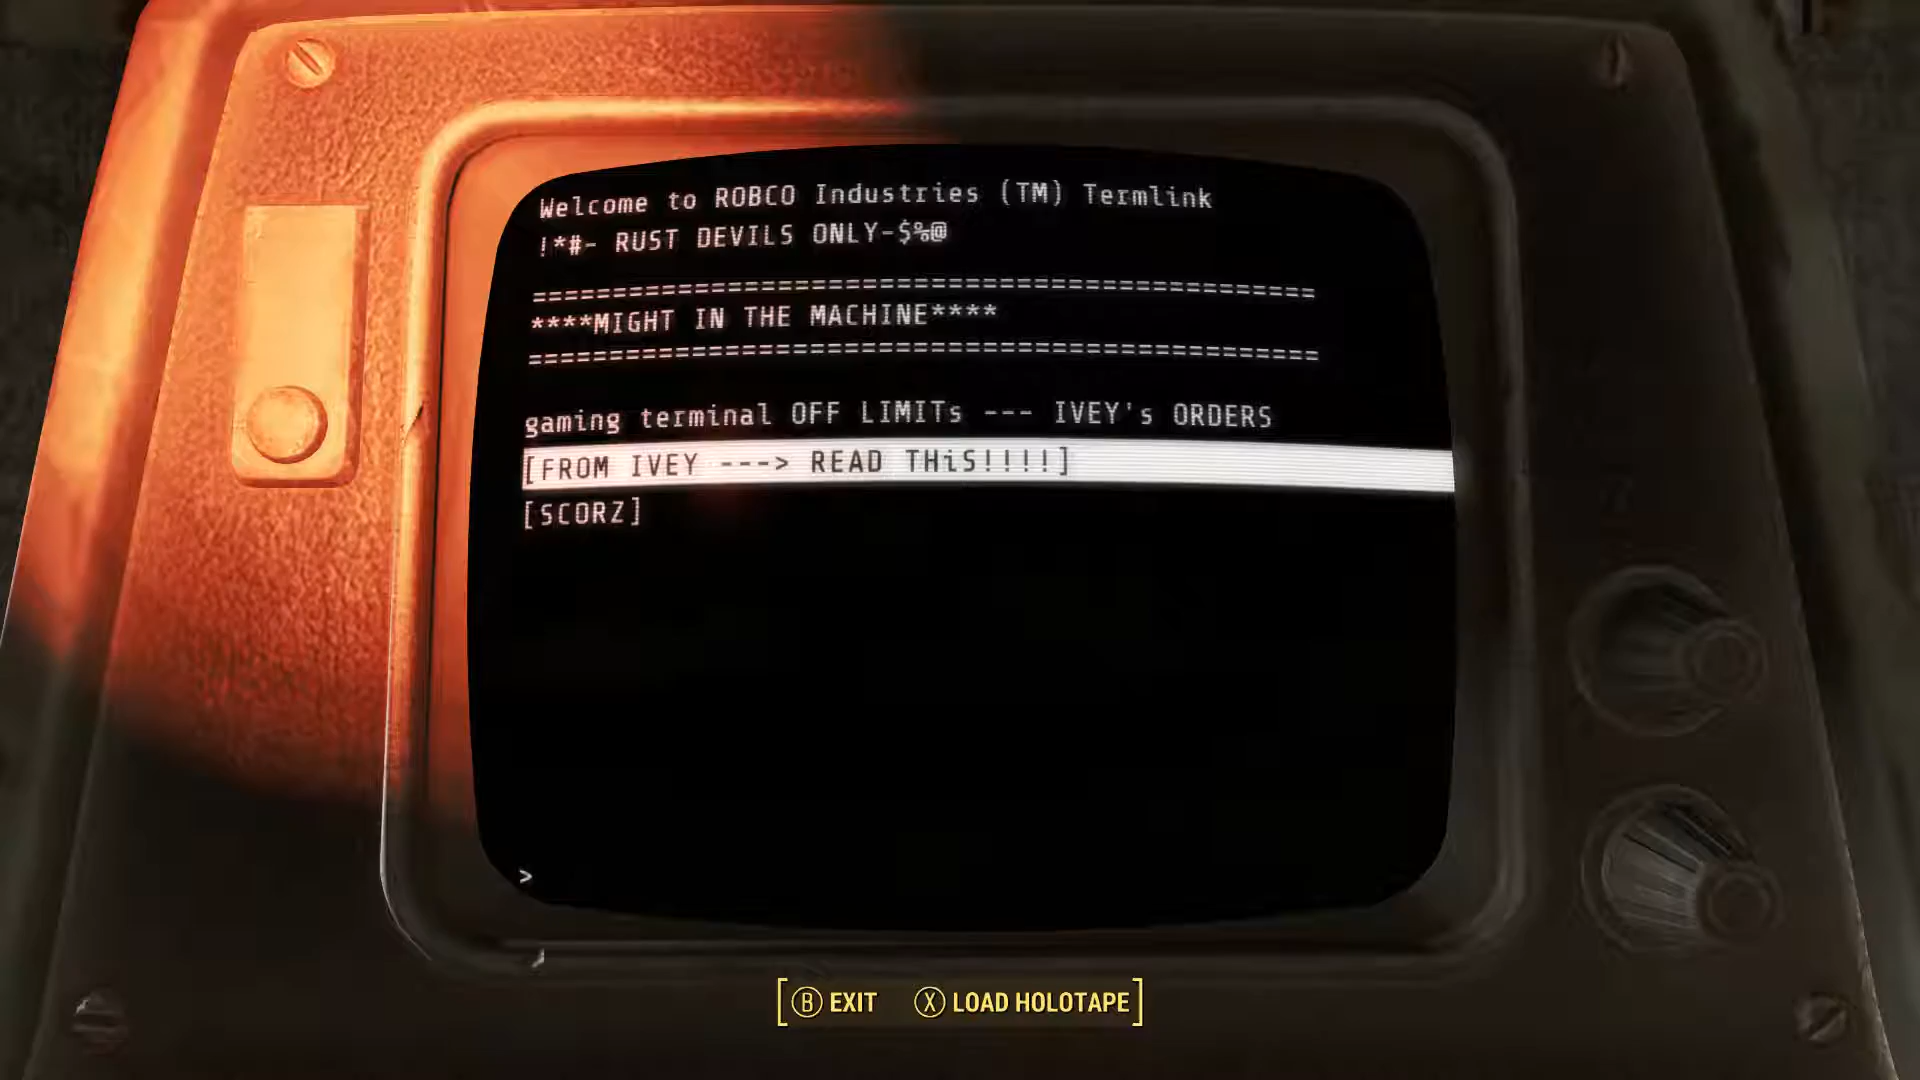 Welcome to ROBCO Industries (TM) Termlink
!*#- RUST DEVILS ONLY-$%@
================================================
****MIGHT IN THE MACHINE****
================================================
gaming terminal OFF LIMITs --- IVEY's ORDERS
[FROM IVEY ---> READ THiS!!!!]
[SCORZ]
>
[Ⓑ EXIT Ⓧ LOAD HOLOTAPE]